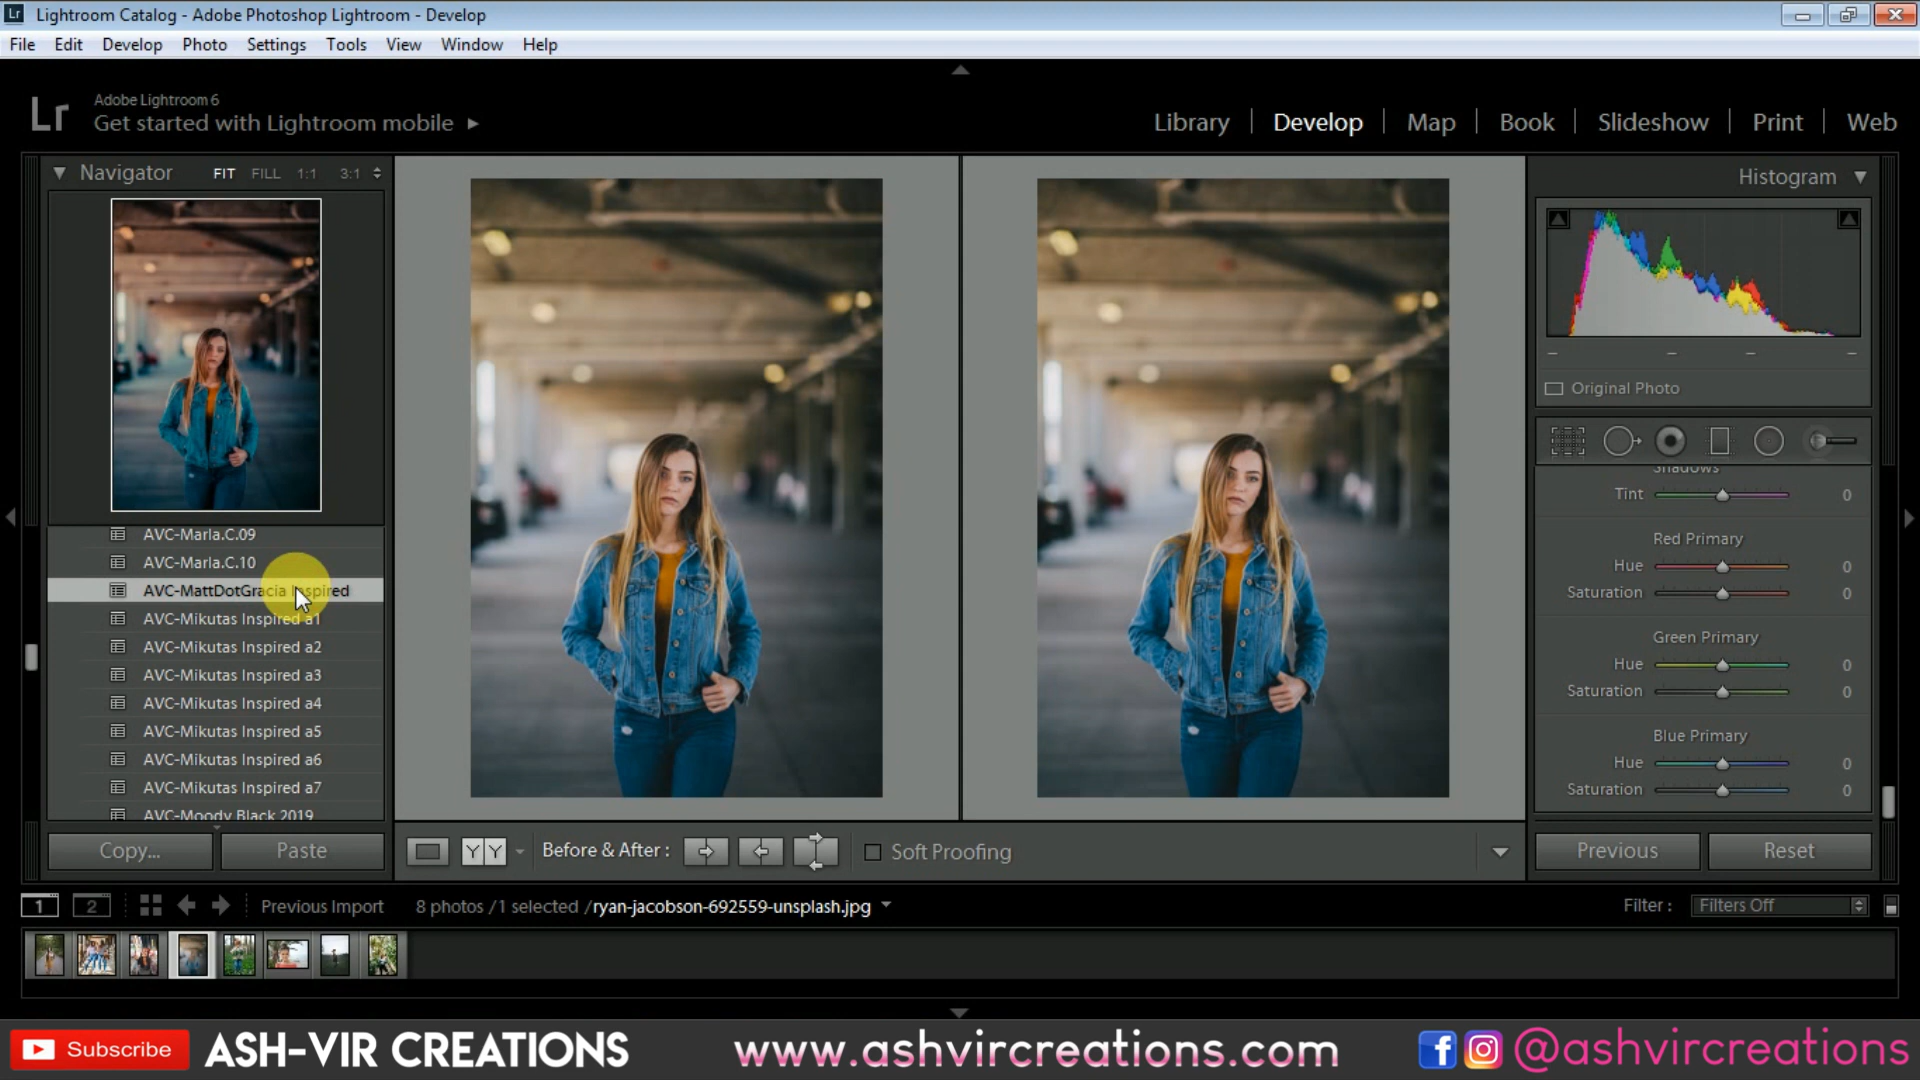 Lr Lightroom Catalog - Adobe Photoshop Lightroom - Develop
File Edit Develop Photo Settings Tools View Window Help
Lr
Adobe Lightroom 6
Get started with Lightroom mobile
Library Develop Map Book Slideshow Print Web
Navigator FIT FILL 1:1 3:1
Histogram
Original Photo
Shadows
Tint 0
Red Primary
Hue 0
Saturation 0
Green Primary
Hue 0
Saturation 0
Blue Primary
Hue 0
Saturation 0
AVC-Marla.C.09
AVC-Marla.C.10
AVC-MattDotGracia Inspired
AVC-Mikutas Inspired a1
AVC-Mikutas Inspired a2
AVC-Mikutas Inspired a3
AVC-Mikutas Inspired a4
AVC-Mikutas Inspired a5
AVC-Mikutas Inspired a6
AVC-Mikutas Inspired a7
AVC-Moody Black 2019
Copy... Paste
YY Before & After : Soft Proofing
Previous Reset
1 2 Previous Import 8 photos /1 selected /ryan-jacobson-692559-unsplash.jpg Filter : Filters Off
Subscribe ASH-VIR CREATIONS www.ashvircreations.com @ashvircreations